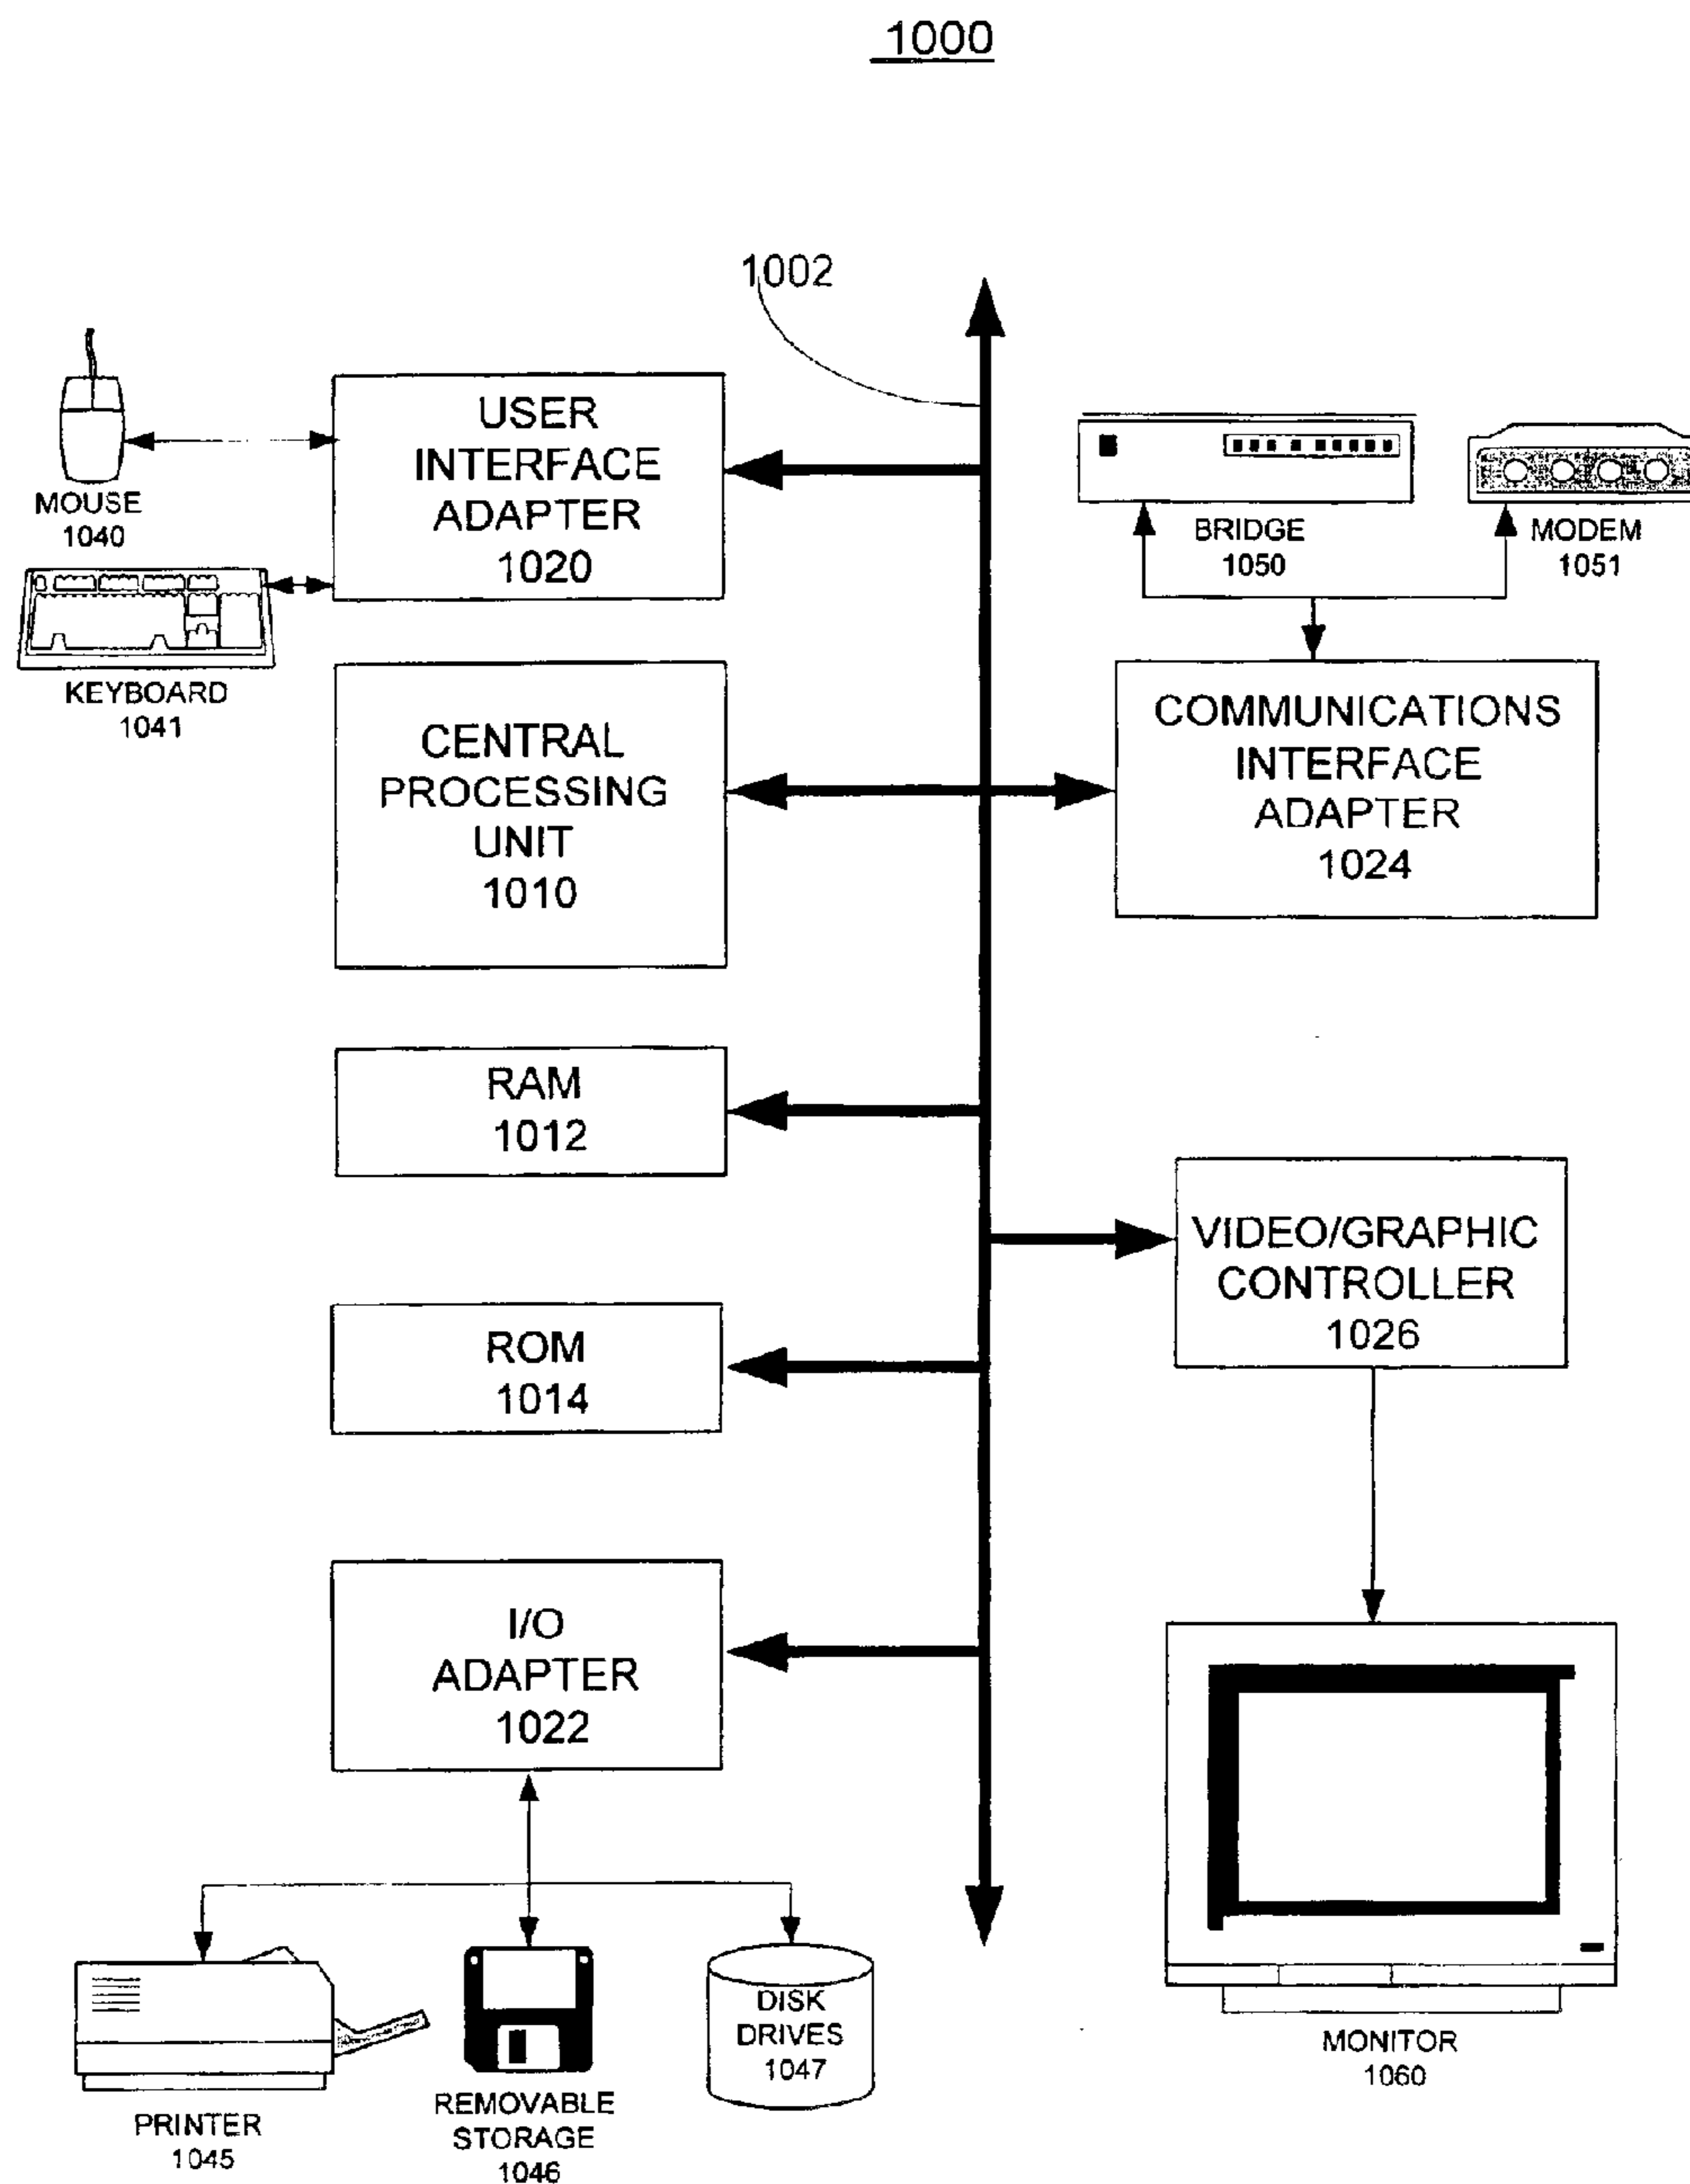 1000
1002
MOUSE
1040
KEYBOARD
1041
USER
INTERFACE
ADAPTER
1020
BRIDGE
1050
MODEM
1051
CENTRAL
PROCESSING
UNIT
1010
COMMUNICATIONS
INTERFACE
ADAPTER
1024
RAM
1012
VIDEO/GRAPHIC
CONTROLLER
1026
ROM
1014
I/O
ADAPTER
1022
PRINTER
1045
REMOVABLE
STORAGE
1046
DISK
DRIVES
1047
MONITOR
1060